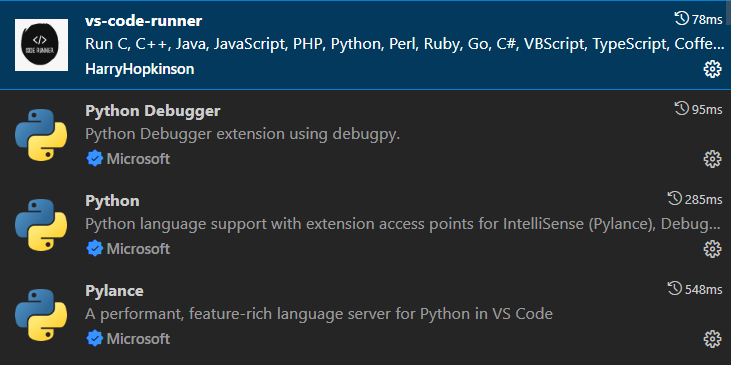 vs-code-runner 78ms
Run C, C++, Java, JavaScript, PHP, Python, Perl, Ruby, Go, C#, VBScript, TypeScript, Coffe...
HarryHopkinson
</> CODE RUNNER
Python Debugger 95ms
Python Debugger extension using debugpy.
Microsoft
Python 285ms
Python language support with extension access points for IntelliSense (Pylance), Debug...
Microsoft
Pylance 548ms
A performant, feature-rich language server for Python in VS Code
Microsoft